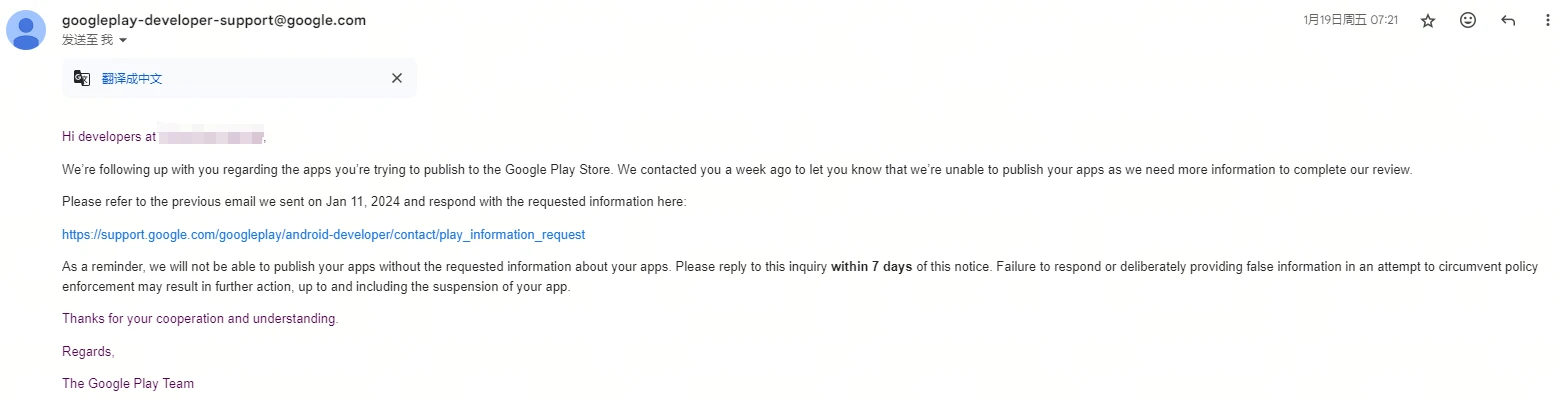 googleplay-developer-support@google.com
1月19日周五 07:21
发送至 我
翻译成中文
Hi developers at ,
We're following up with you regarding the apps you're trying to publish to the Google Play Store. We contacted you a week ago to let you know that we're unable to publish your apps as we need more information to complete our review.
Please refer to the previous email we sent on Jan 11, 2024 and respond with the requested information here:
https://support.google.com/googleplay/android-developer/contact/play_information_request
As a reminder, we will not be able to publish your apps without the requested information about your apps. Please reply to this inquiry within 7 days of this notice. Failure to respond or deliberately providing false information in an attempt to circumvent policy
enforcement may result in further action, up to and including the suspension of your app.
Thanks for your cooperation and understanding.
Regards,
The Google Play Team